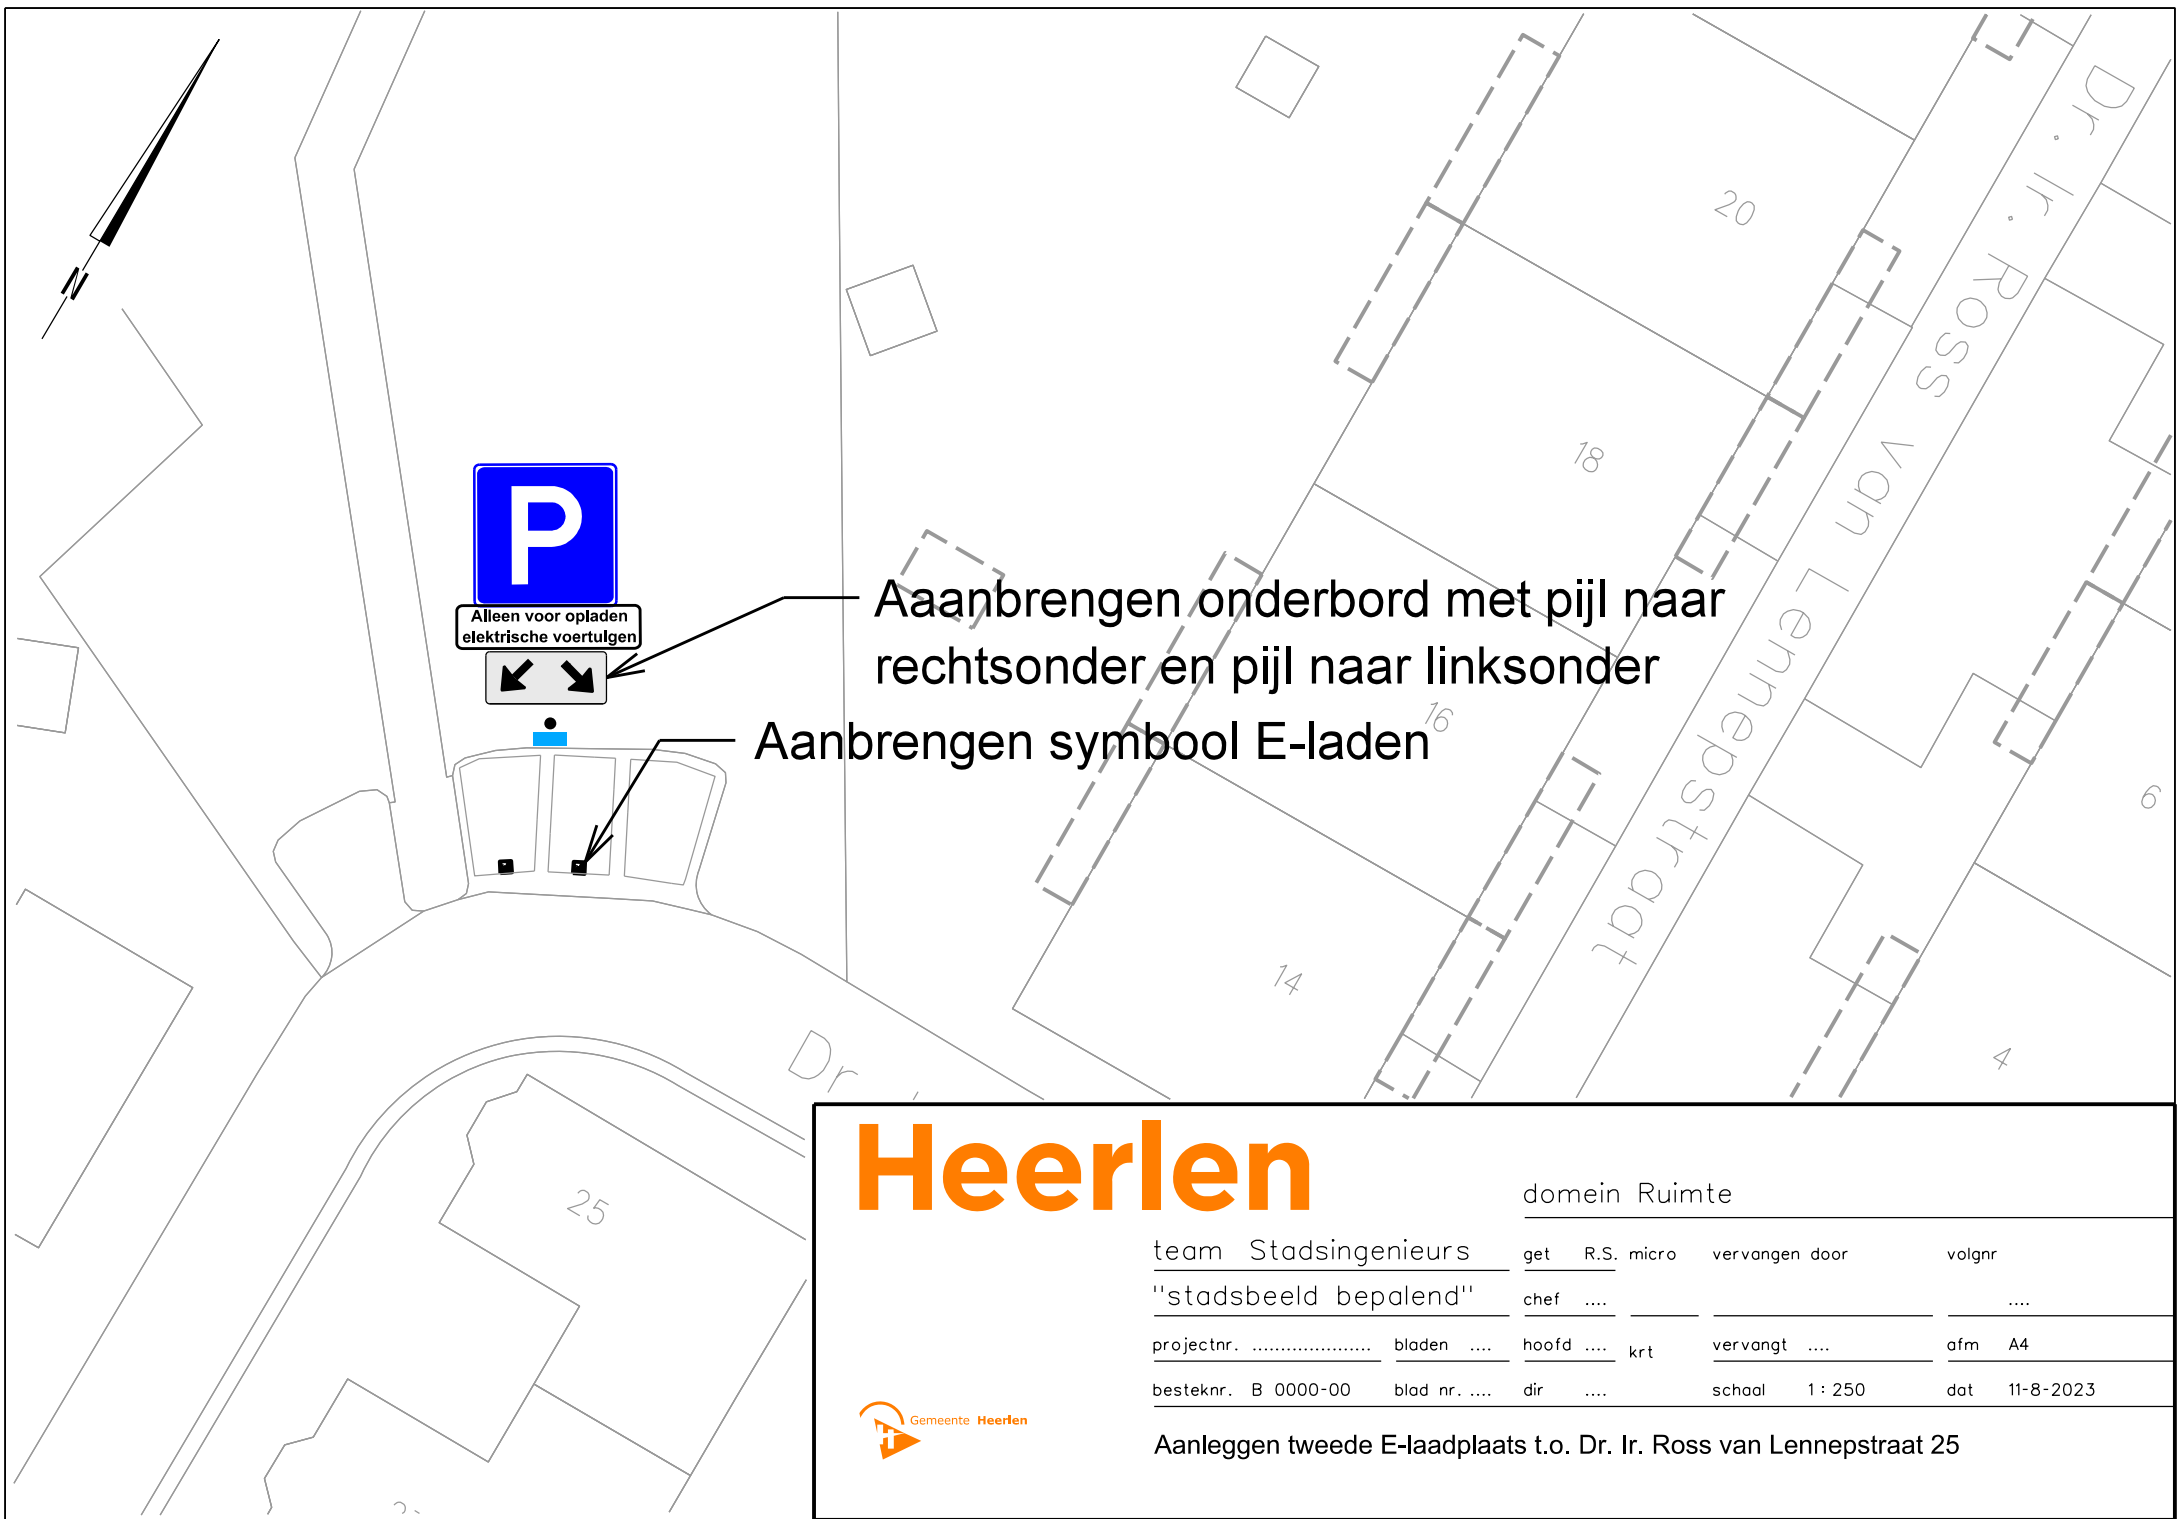 N
P
Alleen voor opladen
elektrische voertuigen
Aaanbrengen onderbord met pijl naar
rechtsonder en pijl naar linksonder
Aanbrengen symbool E-laden
20
18
16
14
6
4
25
Dr. Ir. Ross van Lennepstraat
Dr
Heerlen
domein Ruimte
team Stadsingenieurs
get R.S. micro vervangen door volgnr
"stadsbeeld bepalend"
chef .... ....
projectnr. ..................... bladen .... hoofd .... krt vervangt .... afm A4
besteknr. B 0000-00 blad nr. .... dir .... schaal 1 : 250 dat 11-8-2023
Gemeente Heerlen
Aanleggen tweede E-laadplaats t.o. Dr. Ir. Ross van Lennepstraat 25